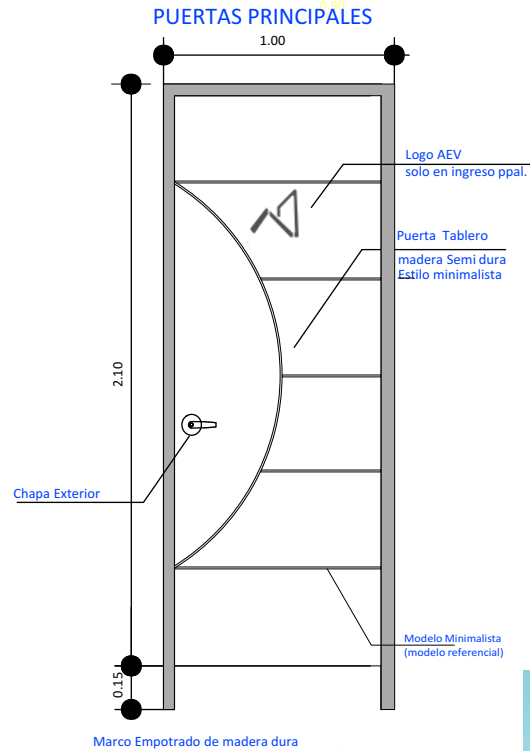 PUERTAS PRINCIPALES
1.00
Logo AEV
solo en ingreso ppal.
Puerta Tablero
madera Semi dura
Estilo minimalista
2.10
Chapa Exterior
Modelo Minimalista
(modelo referencial)
0.15
Marco Empotrado de madera dura